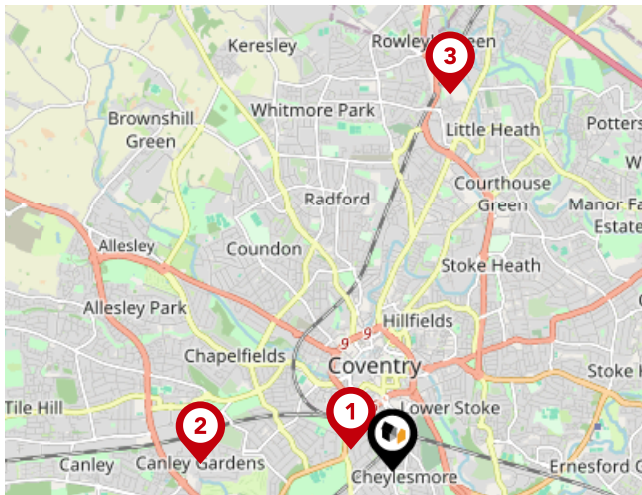 Keresley
Rowley Green
3
Brownshill
Green
Whitmore Park
Little Heath
Potters
W
Courthouse
Green
Radford
Manor Fa
Estate
Allesley
Coundon
Stoke Heath
Allesley Park
Hillfields
9
9
Chapelfields
Coventry
Stoke H
Tile Hill
1
Lower Stoke
2
Canley
Canley Gardens
Cheylesmore
Ernesford G